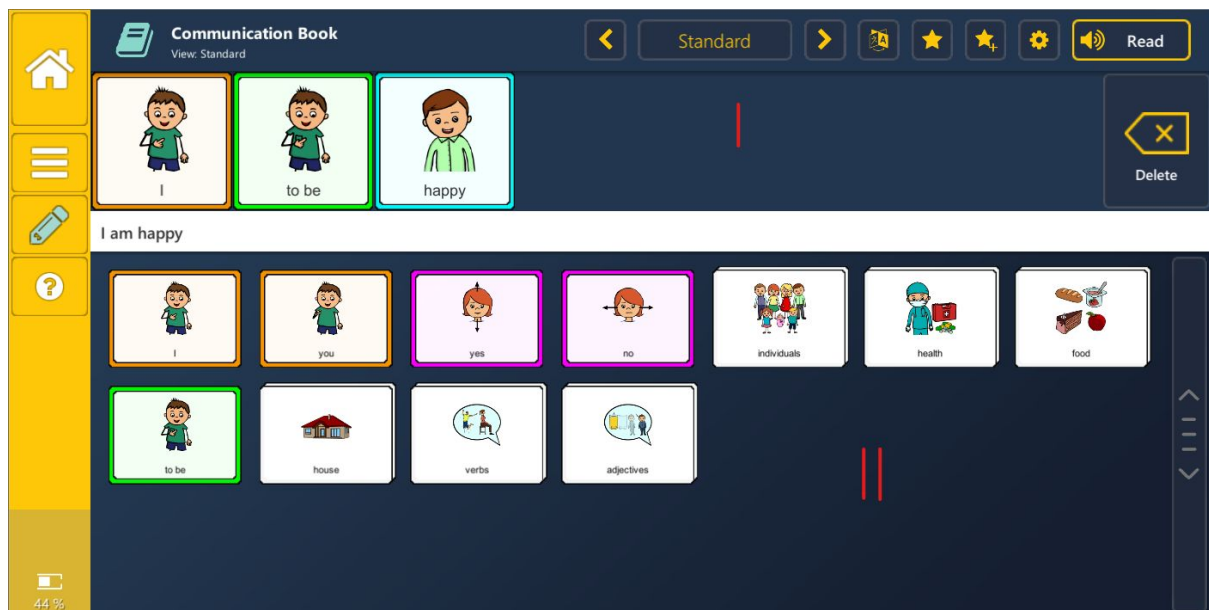 Communication Book
View: Standard
Standard
Read
I
to be
happy
Delete
I am happy
I
you
yes
no
individuals
health
food
to be
house
verbs
adjectives
44 %